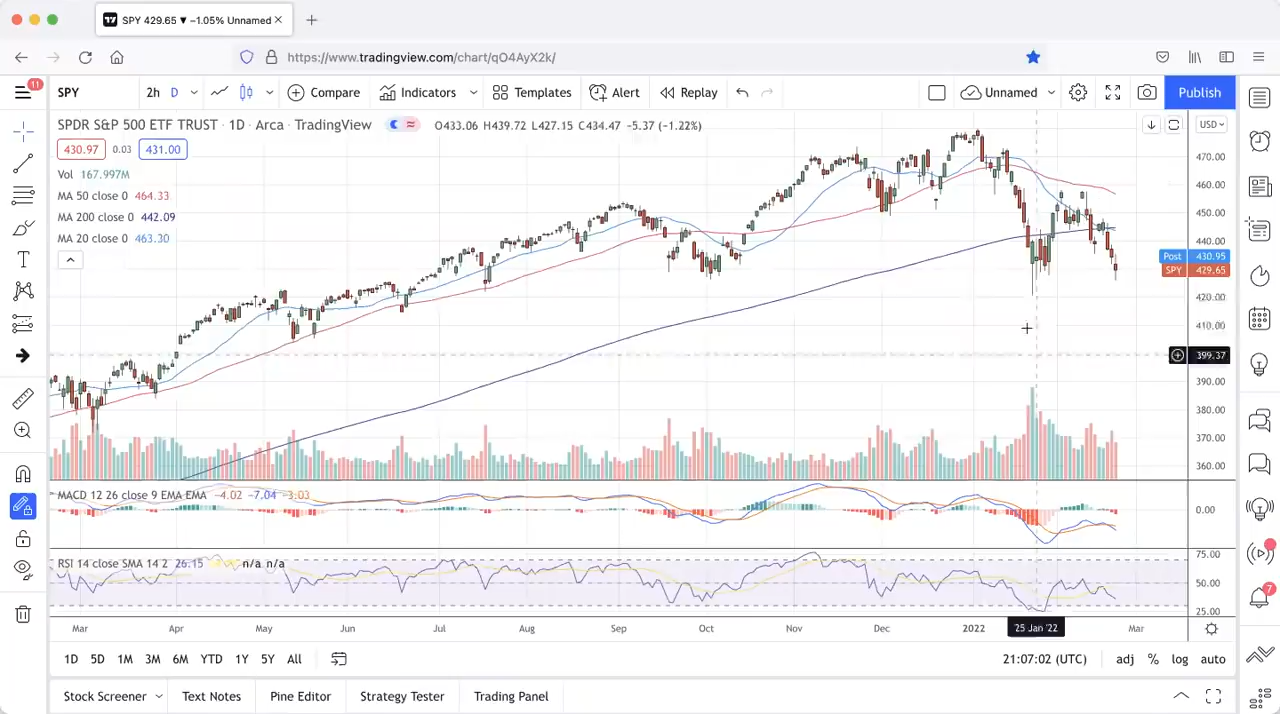 SPY 429.65 ▼ −1.05% Unnamed
https://www.tradingview.com/chart/qO4AyX2k/
11
SPY 2h D Compare Indicators Templates Alert Replay Unnamed Publish
SPDR S&P 500 ETF TRUST · 1D · Arca · TradingView O433.06 H439.72 L427.15 C434.47 −5.37 (−1.22%) USD
430.97 0.03 431.00
Vol 167.997M
MA 50 close 0 464.33
MA 200 close 0 442.09
MA 20 close 0 463.30
470.00
460.00
450.00
440.00
Post 430.95
SPY 429.65
420.00
410.00
399.37
390.00
380.00
370.00
360.00
MACD 12 26 close 9 EMA EMA −4.02 −7.04 −3.03
0.00
RSI 14 close SMA 14 2 26.15 n/a n/a
75.00
50.00
25.00
7
Mar Apr May Jun Jul Aug Sep Oct Nov Dec 2022 25 Jan '22 Mar
1D 5D 1M 3M 6M YTD 1Y 5Y All 21:07:02 (UTC) adj % log auto
Stock Screener Text Notes Pine Editor Strategy Tester Trading Panel